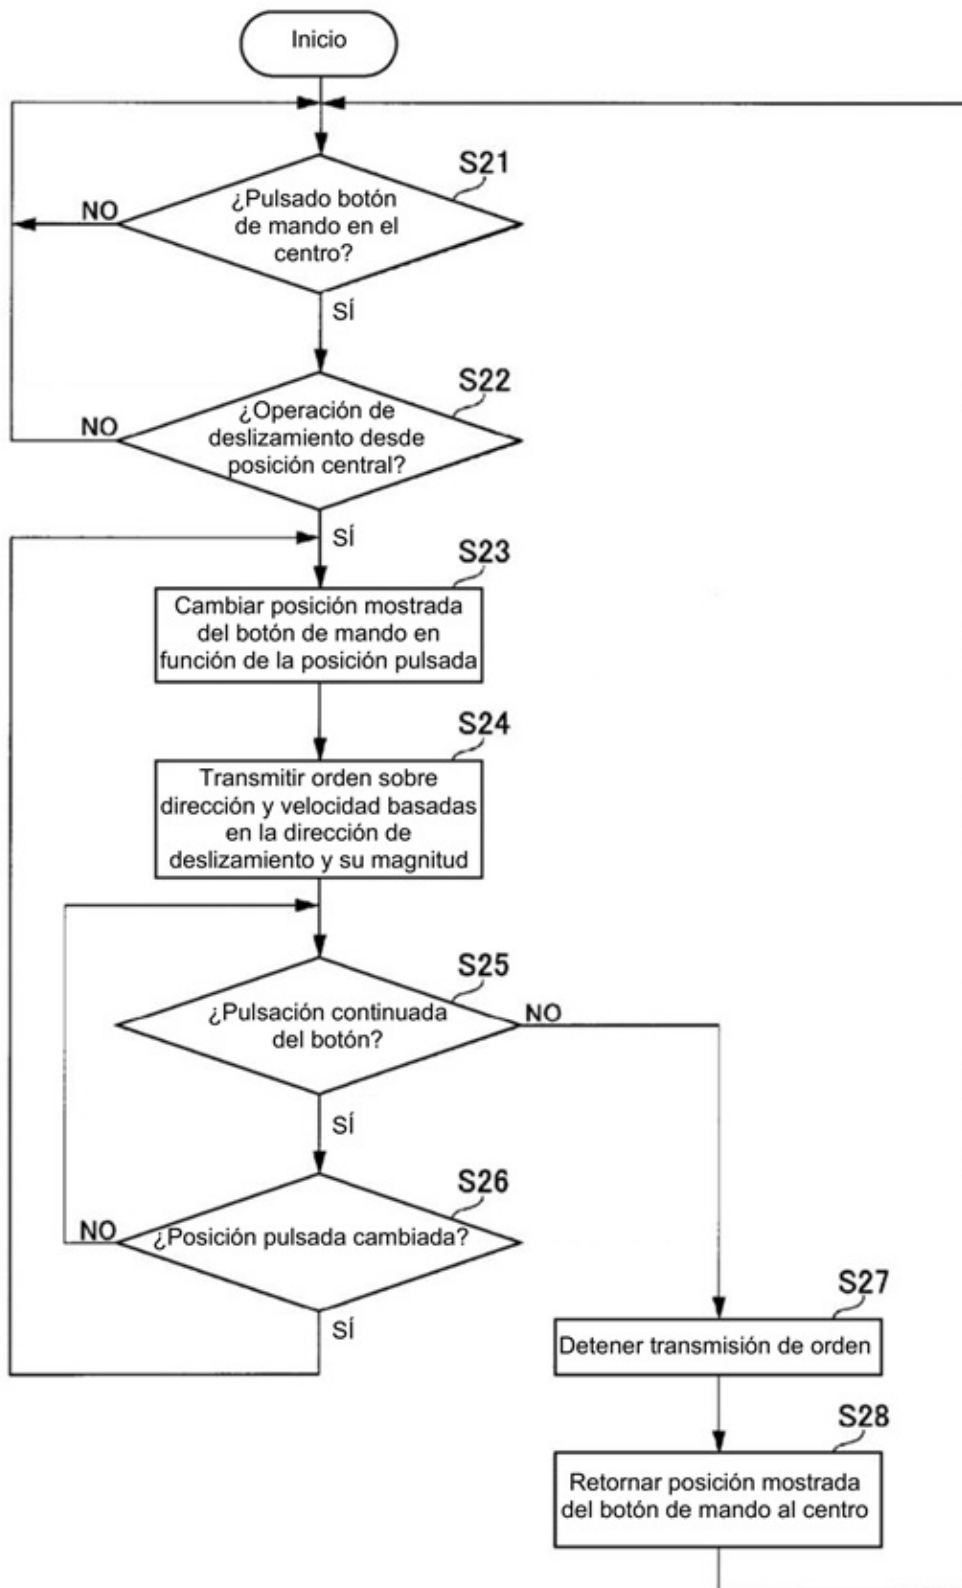 Inicio
S21
¿Pulsado botón
de mando en el
centro?
NO
SÍ
S22
¿Operación de
deslizamiento desde
posición central?
NO
SÍ
S23
Cambiar posición mostrada
del botón de mando en
función de la posición pulsada
S24
Transmitir orden sobre
dirección y velocidad basadas
en la dirección de
deslizamiento y su magnitud
S25
¿Pulsación continuada
del botón?
NO
SÍ
S26
¿Posición pulsada cambiada?
NO
SÍ
S27
Detener transmisión de orden
S28
Retornar posición mostrada
del botón de mando al centro